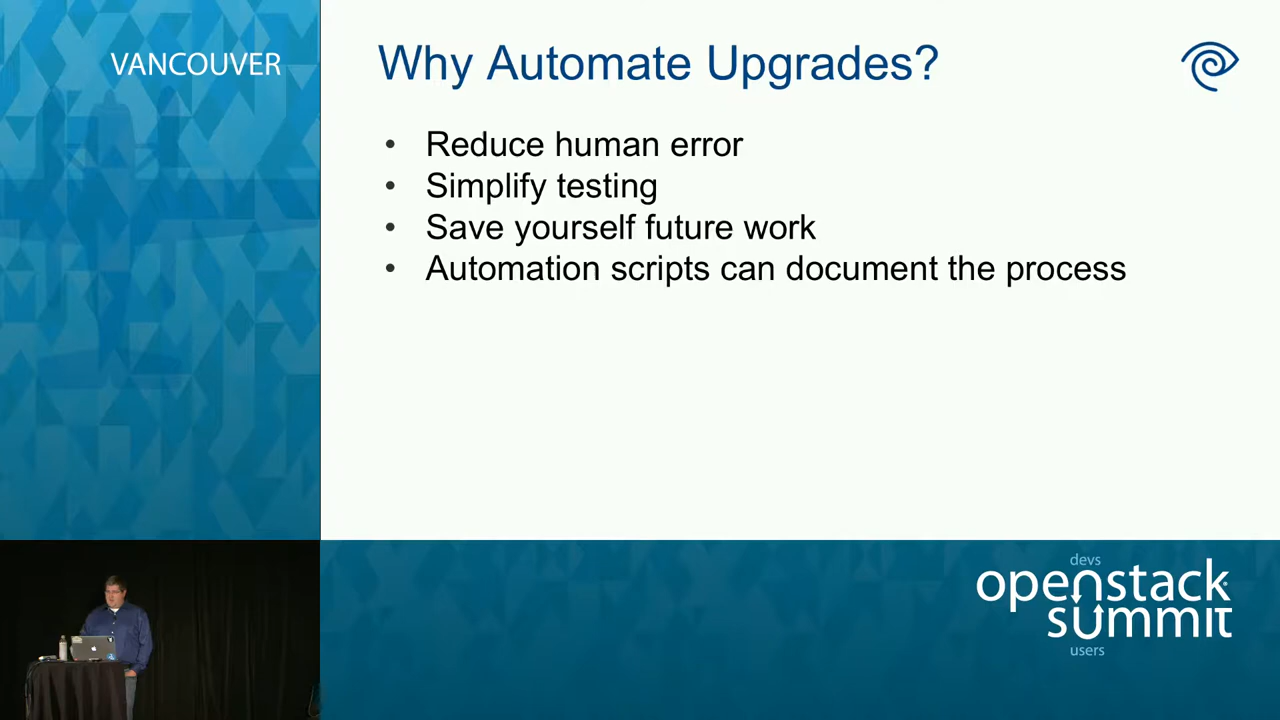 VANCOUVER
Why Automate Upgrades?
• Reduce human error
• Simplify testing
• Save yourself future work
• Automation scripts can document the process
devs
openstack
summit
users